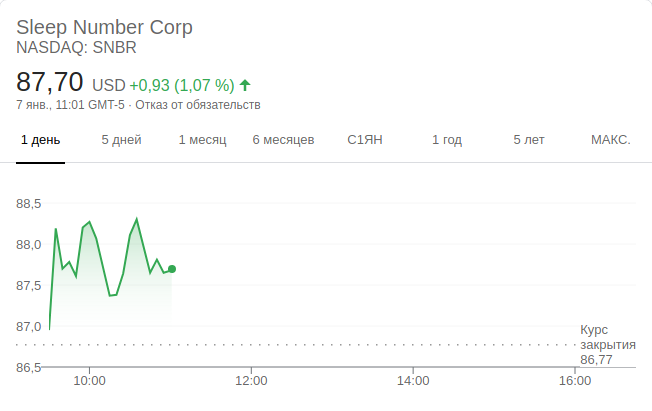 Sleep Number Corp
NASDAQ: SNBR
87,70 USD +0,93 (1,07 %)
7 янв., 11:01 GMT-5 · Отказ от обязательств
1 день 5 дней 1 месяц 6 месяцев С1ЯН 1 год 5 лет МАКС.
88,5
88,0
87,5
87,0
Курс
закрытия
86,77
86,5
10:00 12:00 14:00 16:00